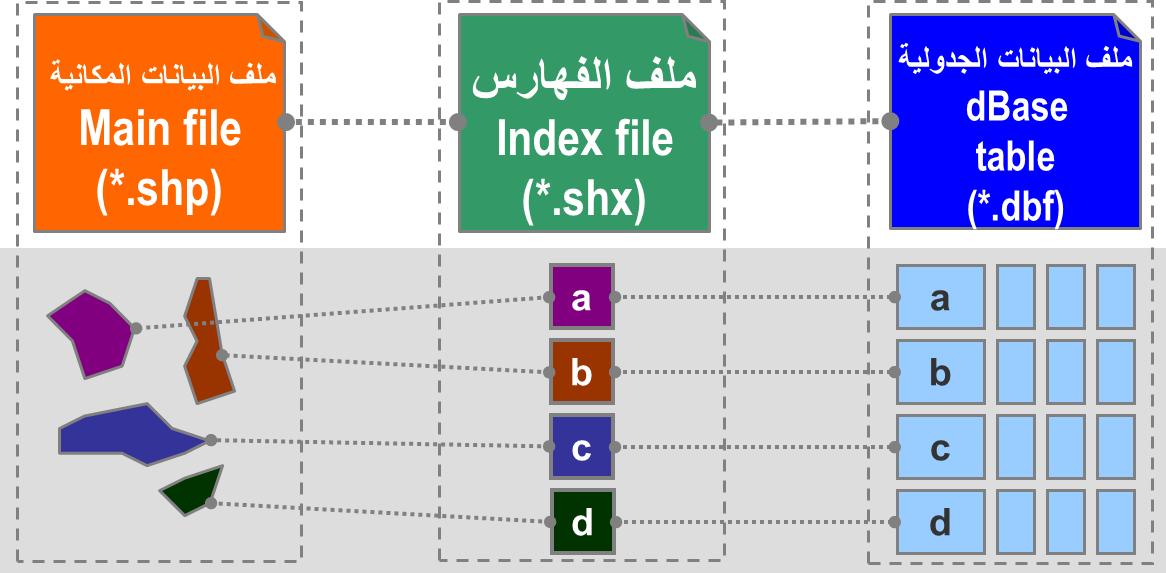 ملف البيانات المكانية
Main file
(*.shp)
ملف الفهارس
Index file
(*.shx)
ملف البيانات الجدولية
dBase
table
(*.dbf)
a
a
b
b
c
c
d
d